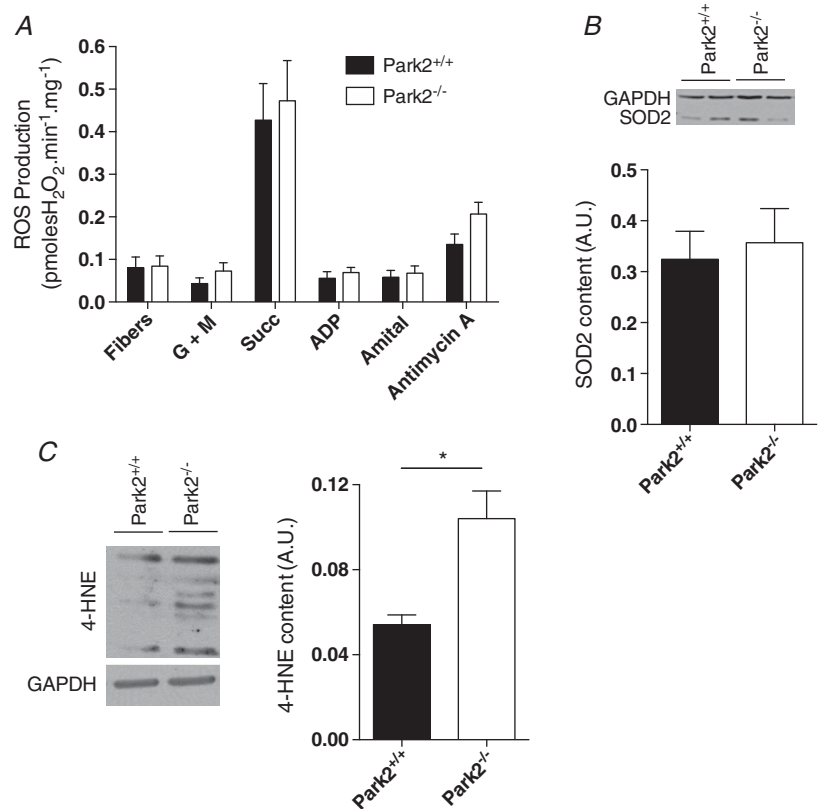 A
ROS Production
(pmolesH₂O₂.min⁻¹.mg⁻¹)
0.6
0.5
0.4
0.3
0.2
0.1
0.0
Park2⁺/⁺
Park2⁻/⁻
Fibers
G + M
Succ
ADP
Amital
Antimycin A
B
Park2⁺/⁺
Park2⁻/⁻
GAPDH
SOD2
SOD2 content (A.U.)
0.5
0.4
0.3
0.2
0.1
0.0
Park2⁺/⁺
Park2⁻/⁻
C
Park2⁺/⁺
Park2⁻/⁻
4-HNE
GAPDH
*
4-HNE content (A.U.)
0.12
0.08
0.04
0.00
Park2⁺/⁺
Park2⁻/⁻